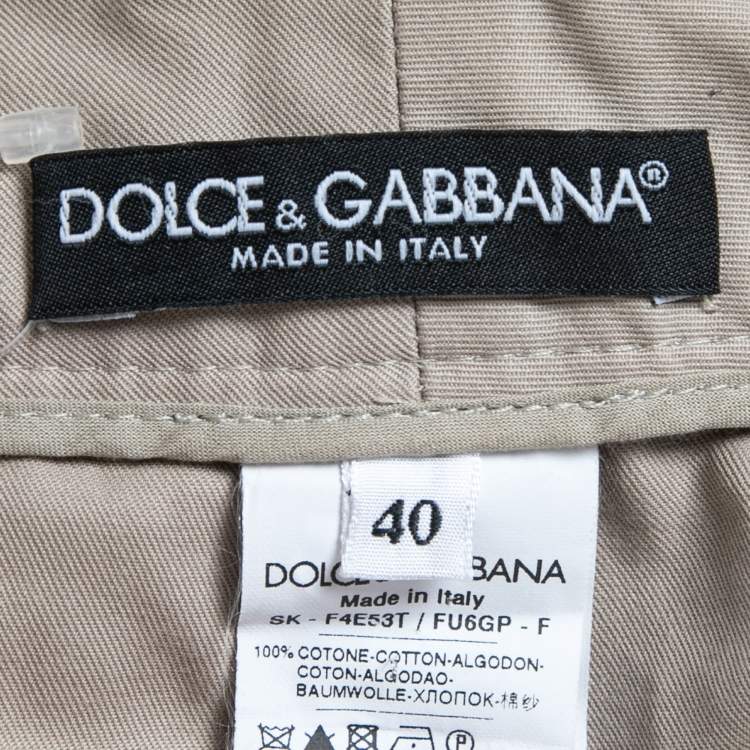 DOLCE & GABBANA®
MADE IN ITALY
40
DOLC BANA
Made in Italy
SK - F4E53T / FU6GP - F
100% COTONE-COTTON-ALGODON-
COTON-ALGODAO-
BAUMWOLLE-ХЛОПОК-棉纱
P